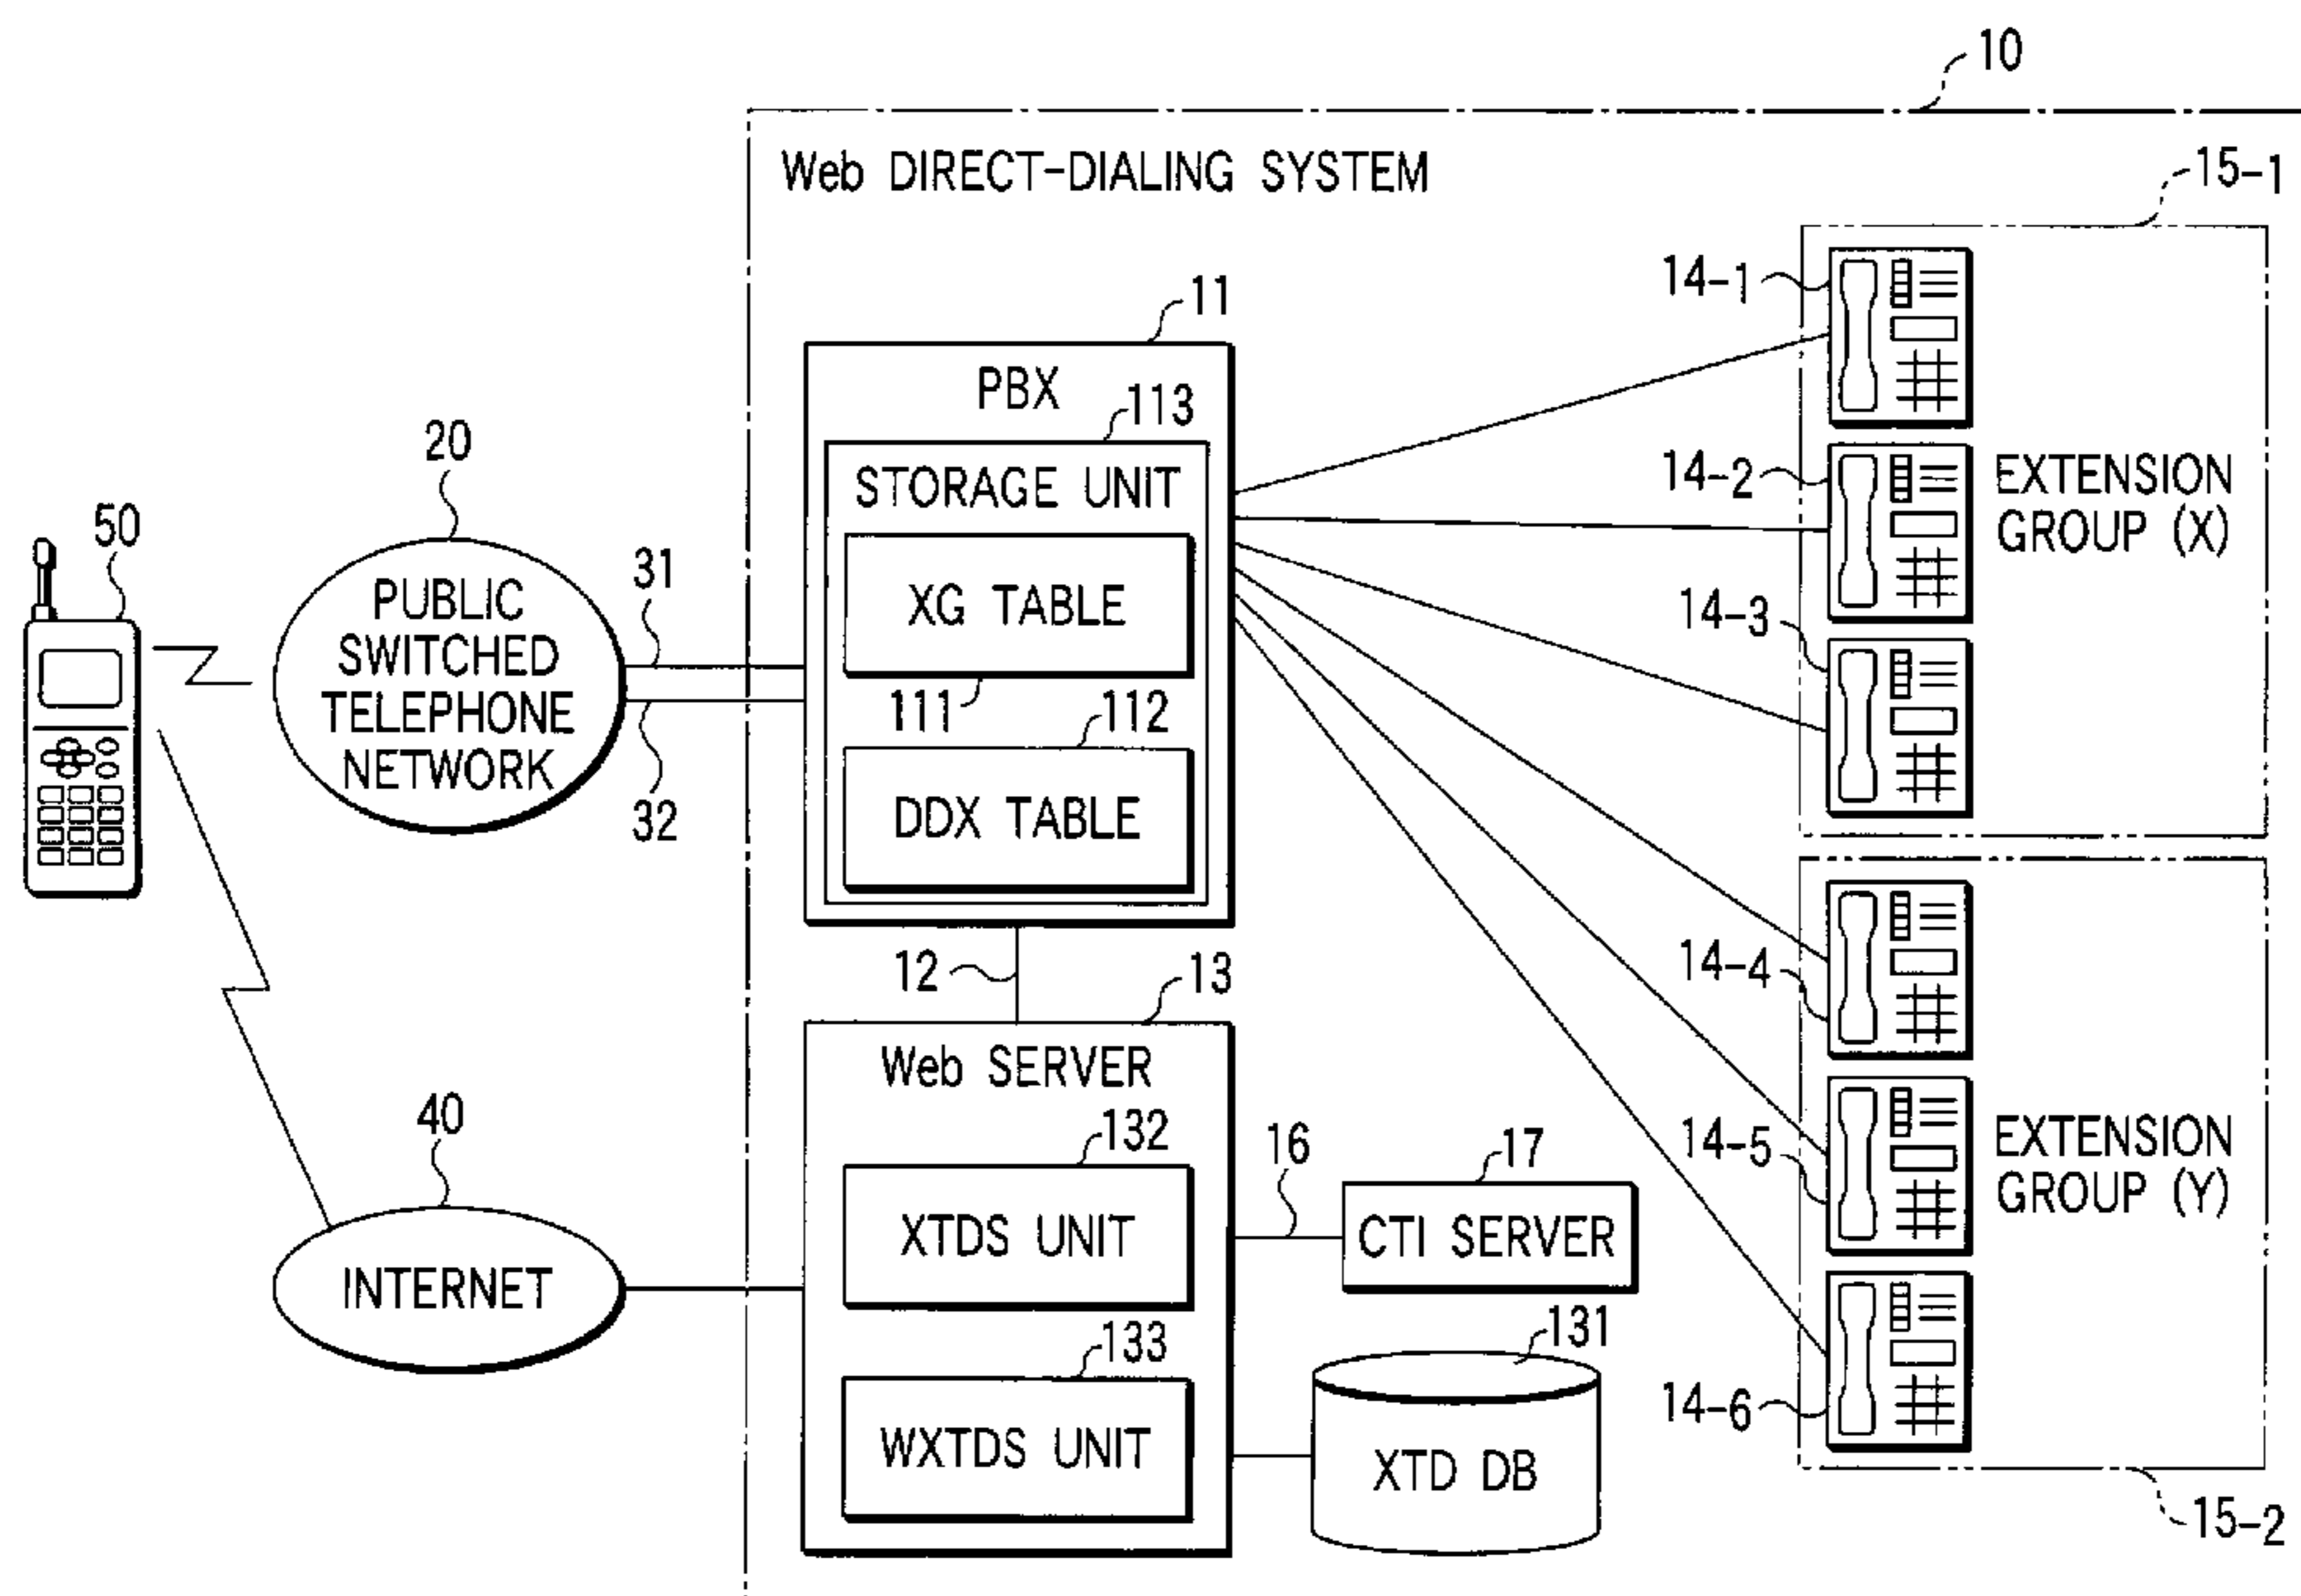 10
Web DIRECT-DIALING SYSTEM
15-1
14-1
11
PBX
113
STORAGE UNIT
14-2
EXTENSION
GROUP (X)
20
50
PUBLIC
SWITCHED
TELEPHONE
NETWORK
31
32
XG TABLE
111
112
DDX TABLE
14-3
12
13
14-4
Web SERVER
40
132
16
17
14-5
EXTENSION
GROUP (Y)
XTDS UNIT
CTI SERVER
INTERNET
133
131
WXTDS UNIT
XTD DB
14-6
15-2